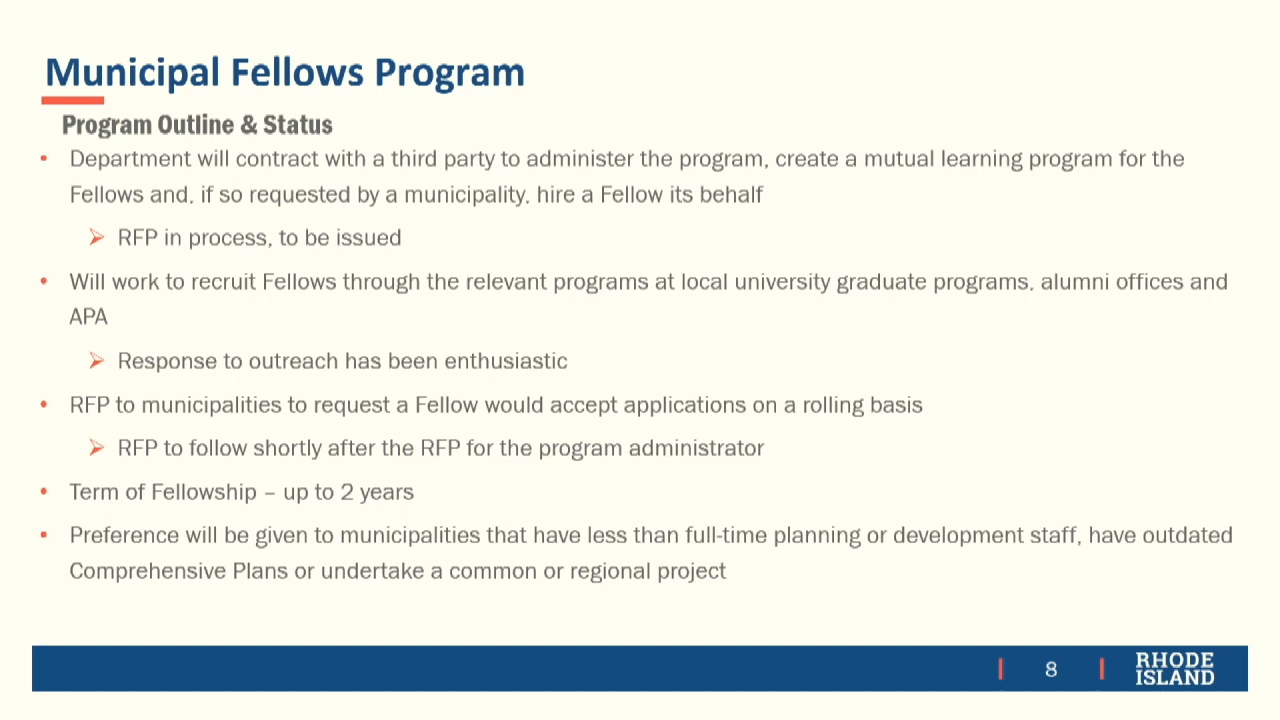 Municipal Fellows Program
Program Outline & Status
• Department will contract with a third party to administer the program, create a mutual learning program for the
Fellows and, if so requested by a municipality, hire a Fellow its behalf
➢ RFP in process, to be issued
• Will work to recruit Fellows through the relevant programs at local university graduate programs, alumni offices and
APA
➢ Response to outreach has been enthusiastic
• RFP to municipalities to request a Fellow would accept applications on a rolling basis
➢ RFP to follow shortly after the RFP for the program administrator
• Term of Fellowship – up to 2 years
• Preference will be given to municipalities that have less than full-time planning or development staff, have outdated
Comprehensive Plans or undertake a common or regional project
8
RHODE
ISLAND